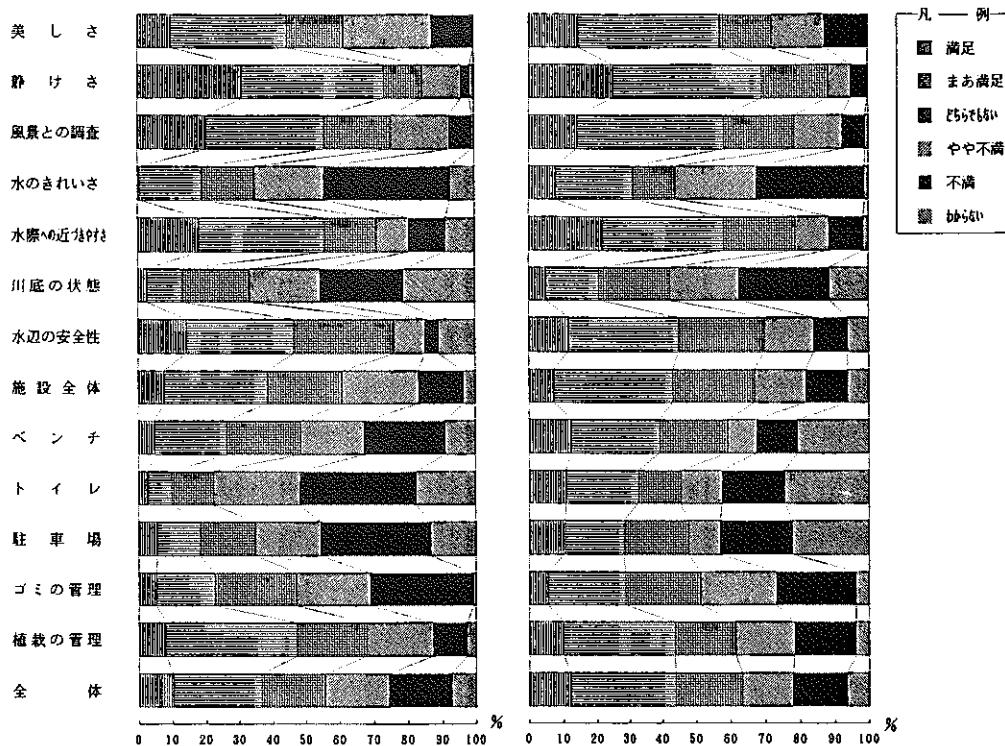 美しさ
静けさ
風景との調査
水のきれいさ
水際への近づきやすさ
川底の状態
水辺の安全性
施設全体
ベンチ
トイレ
駐車場
ゴミの管理
植栽の管理
全体
0 10 20 30 40 50 60 70 80 90 100 %
0 10 20 30 40 50 60 70 80 90 100 %
凡 例
満足
まあ満足
どちらでもない
やや不満
不満
わからない